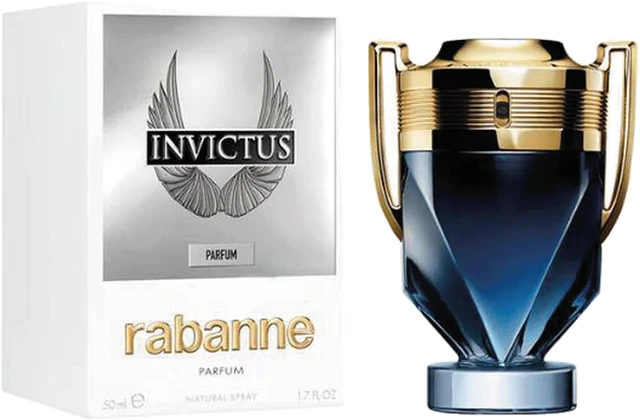 INVICTUS
PARFUM
rabanne
PARFUM
50 ml ℮ NATURAL SPRAY 1.7 FL OZ